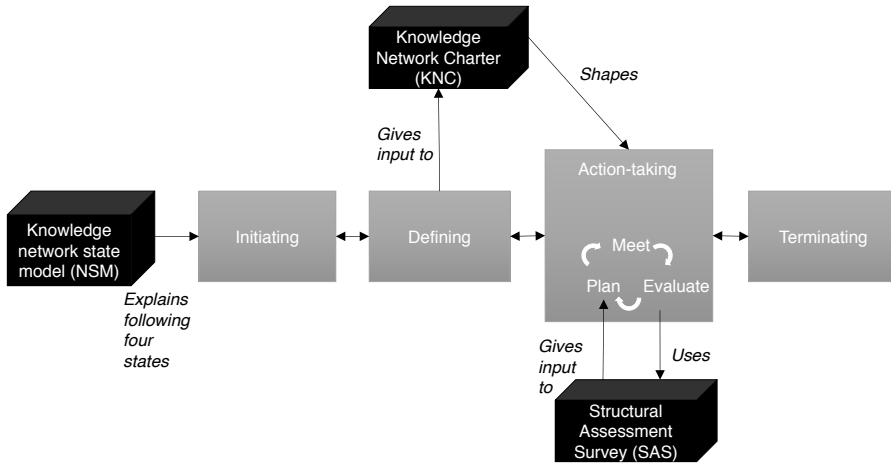 Knowledge
Network Charter
(KNC)
Shapes
Gives
input to
Action-taking
Knowledge
network state
model (NSM)
Initiating
Defining
Meet
Plan
Evaluate
Terminating
Explains
following
four
states
Gives
input
to
Uses
Structural
Assessment
Survey (SAS)